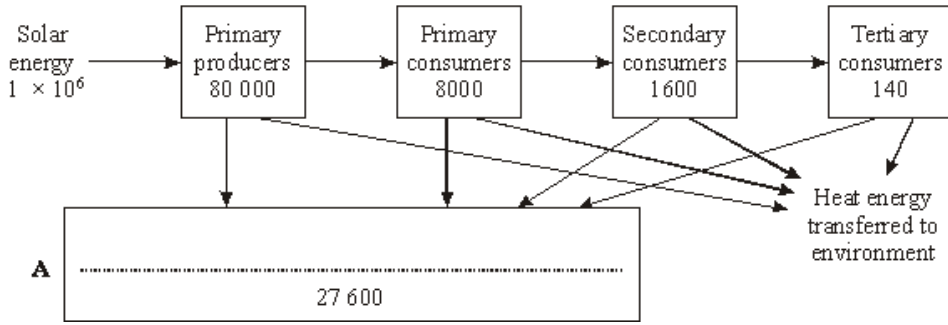 Solar
energy
1 × 10⁶
Primary
producers
80 000
Primary
consumers
8000
Secondary
consumers
1600
Tertiary
consumers
140
Heat energy
transferred to
environment
A
27 600